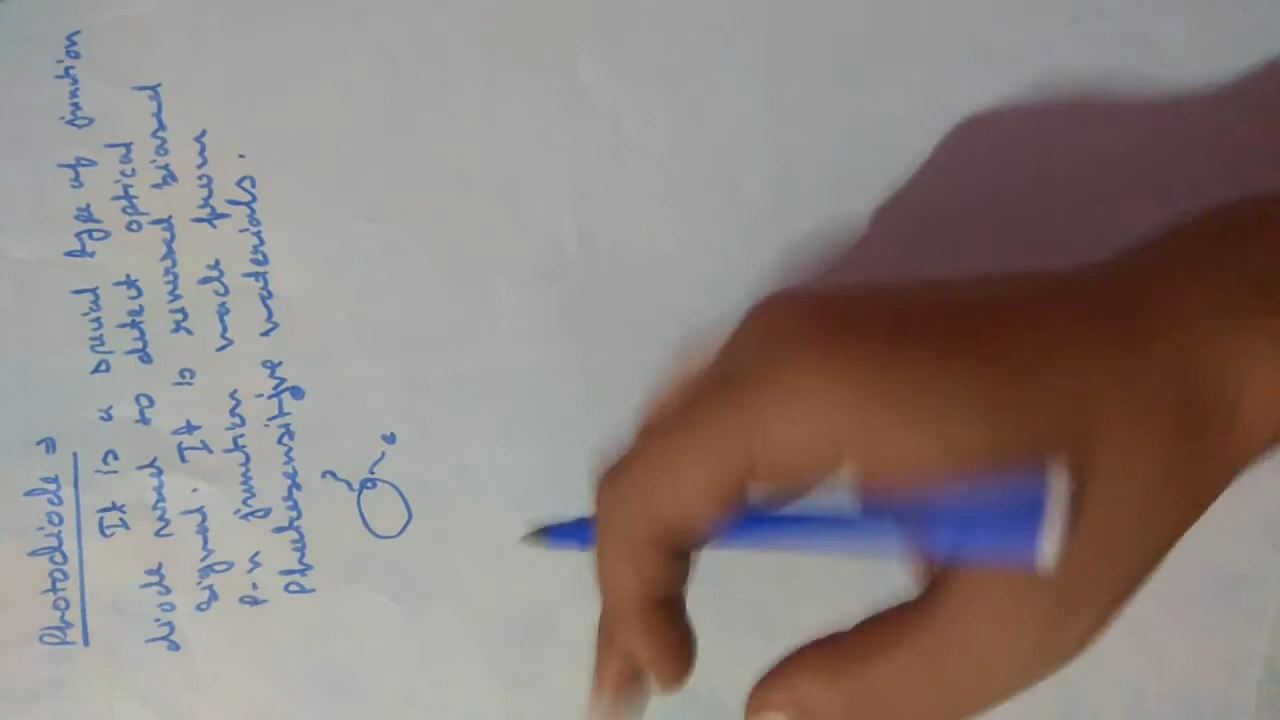 Photodiode ⇒
It is a special type of junction
diode used to detect optical
signal. It is reversed biased
p-n junction made from
Photosensitive materials.